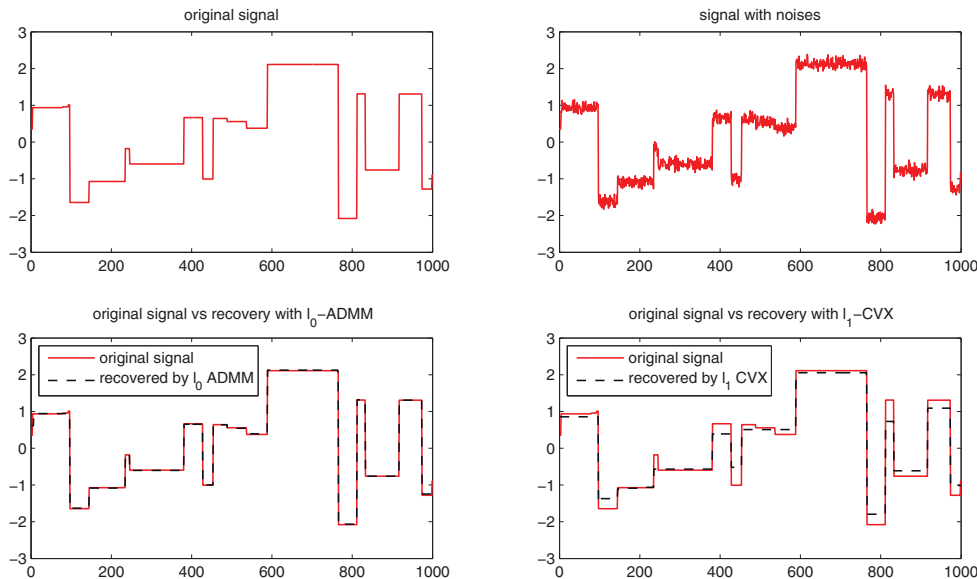 original signal
3
2
1
0
−1
−2
−3
0 200 400 600 800 1000
signal with noises
3
2
1
0
−1
−2
−3
0 200 400 600 800 1000
original signal vs recovery with l0−ADMM
3
2
1
0
−1
−2
−3
0 200 400 600 800 1000
original signal
recovered by l0 ADMM
original signal vs recovery with l1−CVX
3
2
1
0
−1
−2
−3
0 200 400 600 800 1000
original signal
recovered by l1 CVX